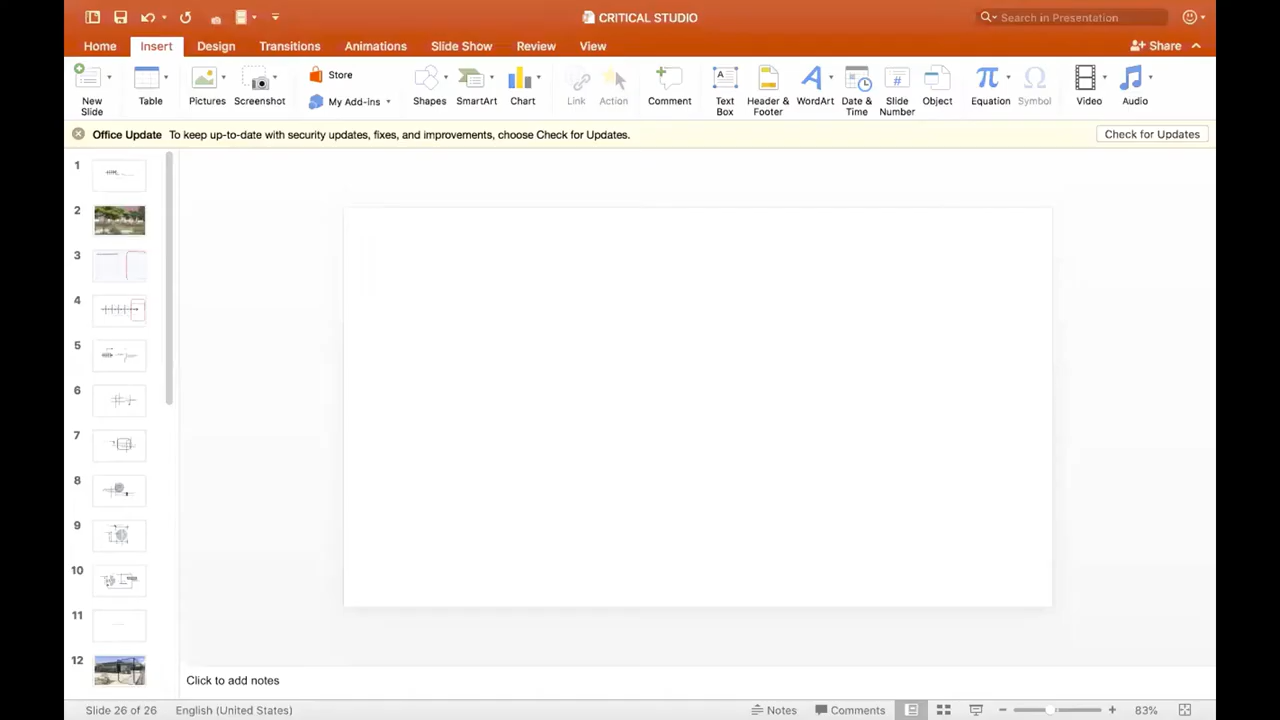 CRITICAL STUDIO
Search in Presentation
Home Insert Design Transitions Animations Slide Show Review View
Share
New Slide
Table
Pictures
Screenshot
Store
My Add-ins
Shapes
SmartArt
Chart
Link
Action
Comment
Text Box
Header & Footer
WordArt
Date & Time
Slide Number
Object
Equation
Symbol
Video
Audio
Office Update To keep up-to-date with security updates, fixes, and improvements, choose Check for Updates.
Check for Updates
1
2
3
4
5
6
7
8
9
10
11
12
Click to add notes
Slide 26 of 26 English (United States)
Notes Comments
83%